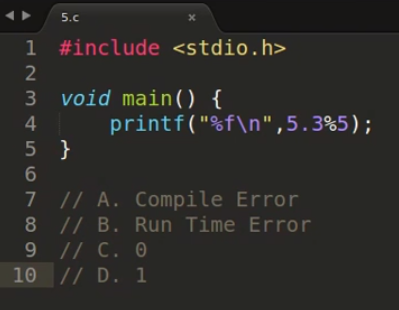 5.c ×
1 #include <stdio.h>
2
3 void main() {
4     printf("%f\n",5.3%5);
5 }
6
7 // A. Compile Error
8 // B. Run Time Error
9 // C. 0
10 // D. 1